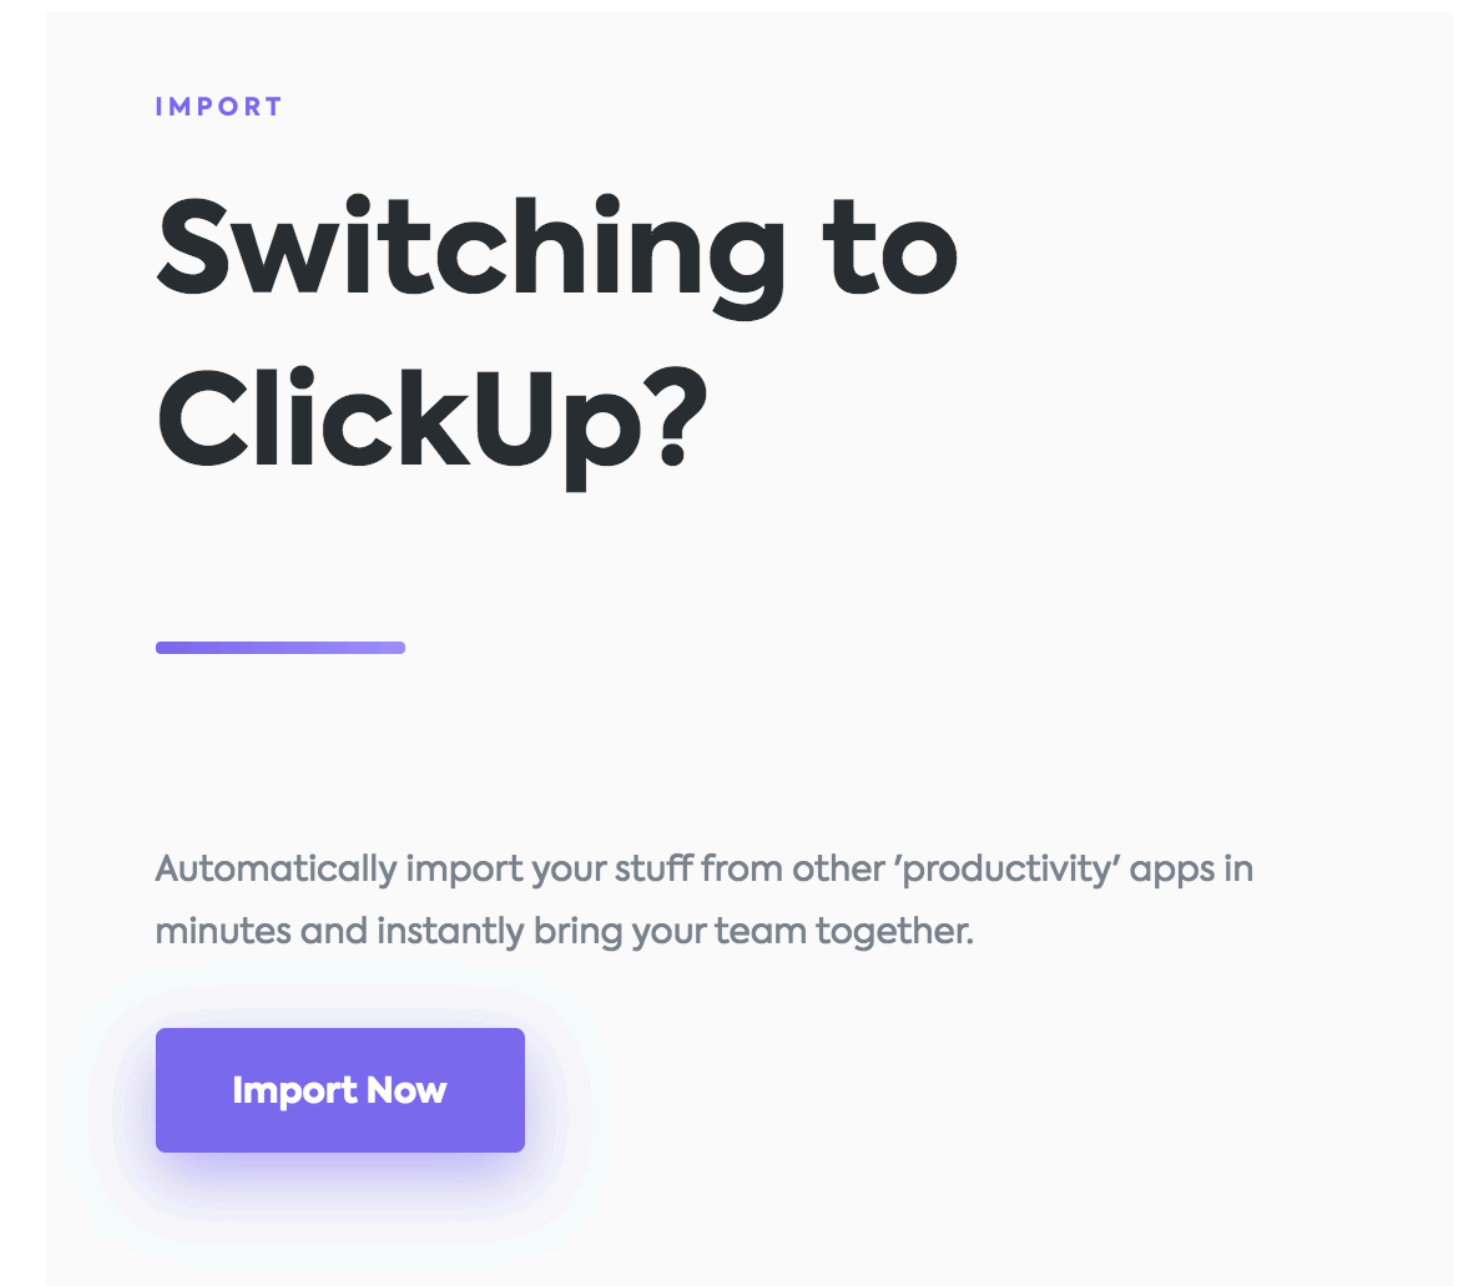 IMPORT
Switching to
ClickUp?
Automatically import your stuff from other 'productivity' apps in
minutes and instantly bring your team together.
Import Now